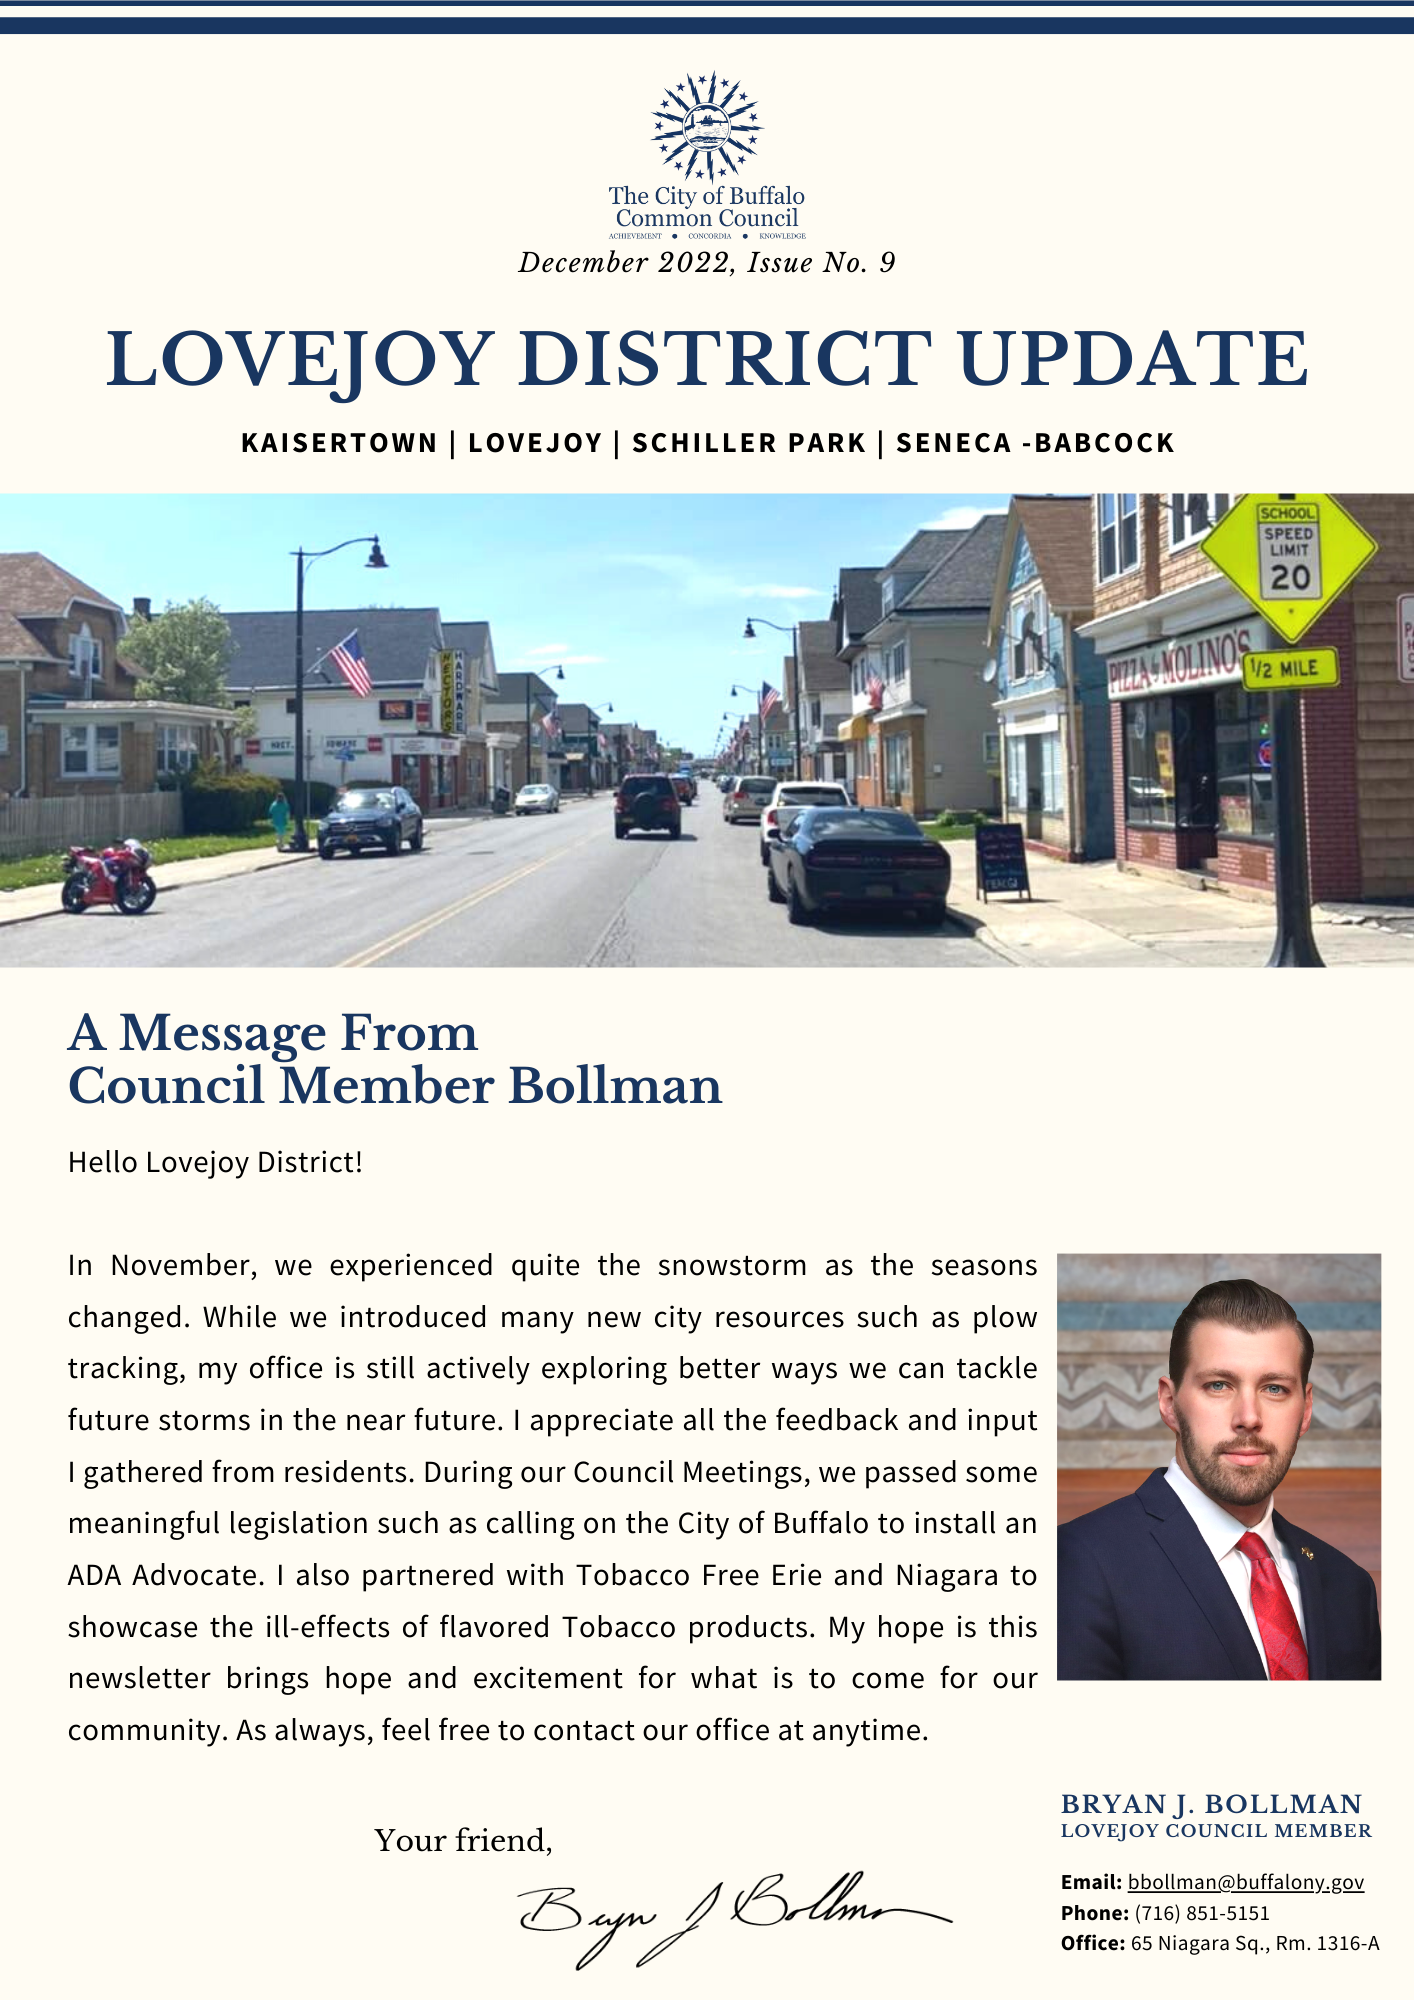 The City of Buffalo
Common Council
ACHIEVEMENT ● CONCORDIA ● KNOWLEDGE
December 2022, Issue No. 9
LOVEJOY DISTRICT UPDATE
KAISERTOWN | LOVEJOY | SCHILLER PARK | SENECA -BABCOCK
SCHOOL
SPEED
LIMIT
20
1/2 MILE
PIZZA by MOLINO'S
HECTORS
HARDWARE
A Message From
Council Member Bollman
Hello Lovejoy District!
In November, we experienced quite the snowstorm as the seasons
changed. While we introduced many new city resources such as plow
tracking, my office is still actively exploring better ways we can tackle
future storms in the near future. I appreciate all the feedback and input
I gathered from residents. During our Council Meetings, we passed some
meaningful legislation such as calling on the City of Buffalo to install an
ADA Advocate. I also partnered with Tobacco Free Erie and Niagara to
showcase the ill-effects of flavored Tobacco products. My hope is this
newsletter brings hope and excitement for what is to come for our
community. As always, feel free to contact our office at anytime.
Your friend,
Bryan J Bollman
BRYAN J. BOLLMAN
LOVEJOY COUNCIL MEMBER
Email: bbollman@buffalony.gov
Phone: (716) 851-5151
Office: 65 Niagara Sq., Rm. 1316-A